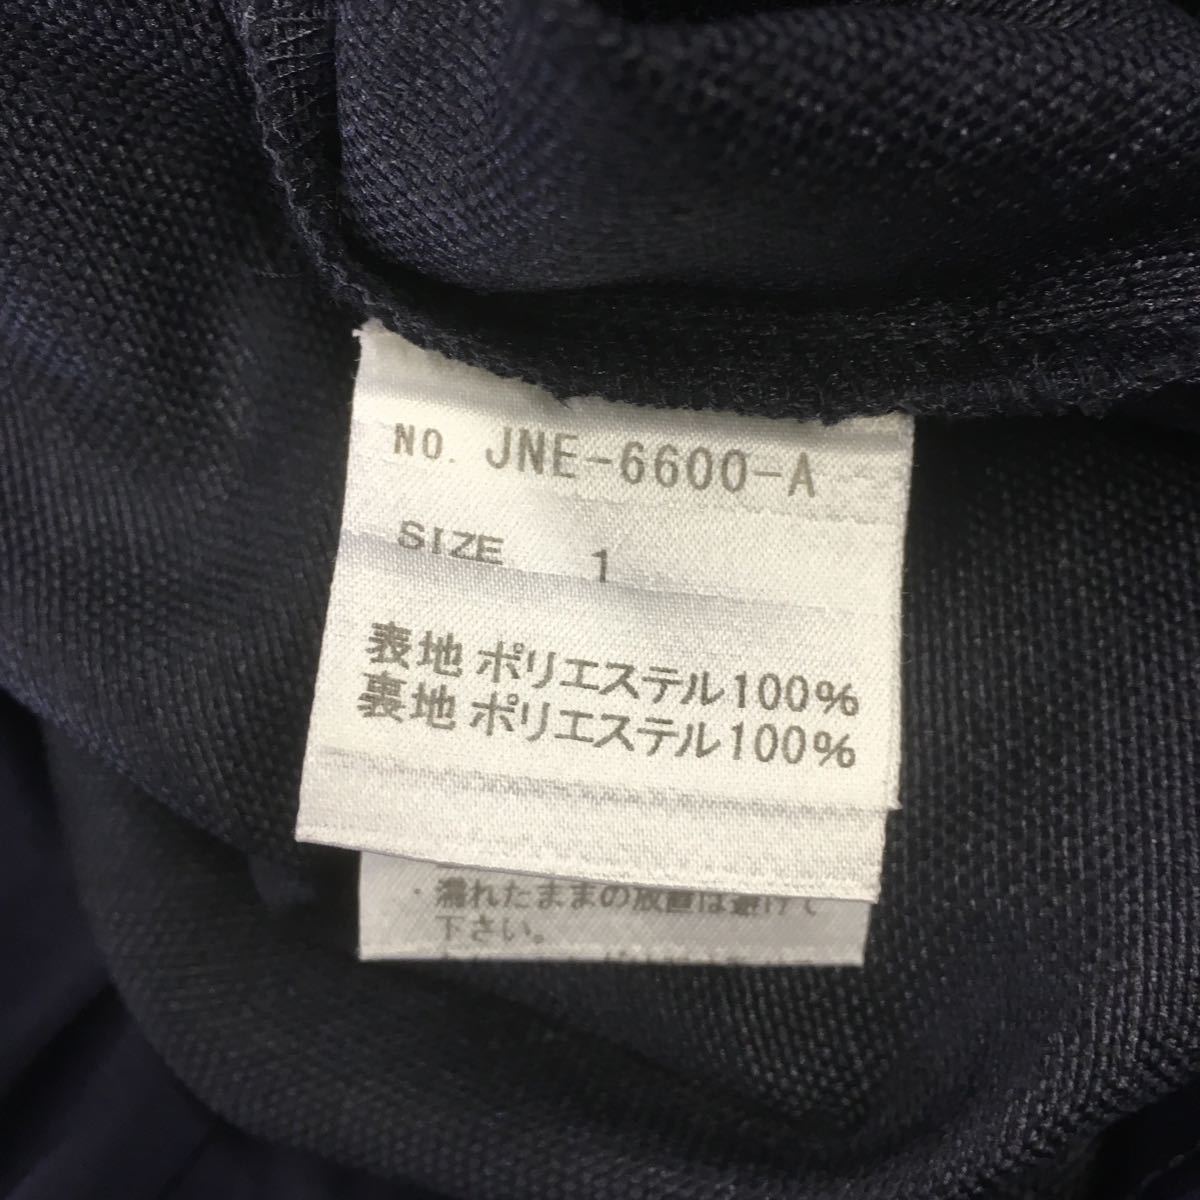 NO. JNE-6600-A
SIZE 1
表地 ポリエステル100%
裏地 ポリエステル100%
・濡れたままの放置は避けて
下さい。